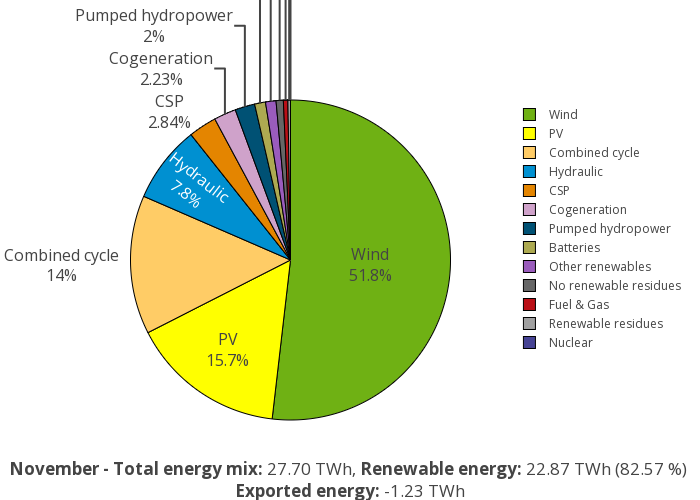 Pumped hydropower
2%
Cogeneration
2.23%
CSP
2.84%
Hydraulic
7.8%
Combined cycle
14%
PV
15.7%
Wind
51.8%
Wind
PV
Combined cycle
Hydraulic
CSP
Cogeneration
Pumped hydropower
Batteries
Other renewables
No renewable residues
Fuel & Gas
Renewable residues
Nuclear
November - Total energy mix: 27.70 TWh, Renewable energy: 22.87 TWh (82.57 %)
Exported energy: -1.23 TWh